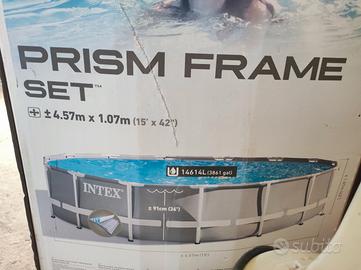 PRISM FRAME
SET™
± 4.57m x 1.07m (15' x 42")
14614L (3861 gal)
INTEX
± 91cm (36")
subito